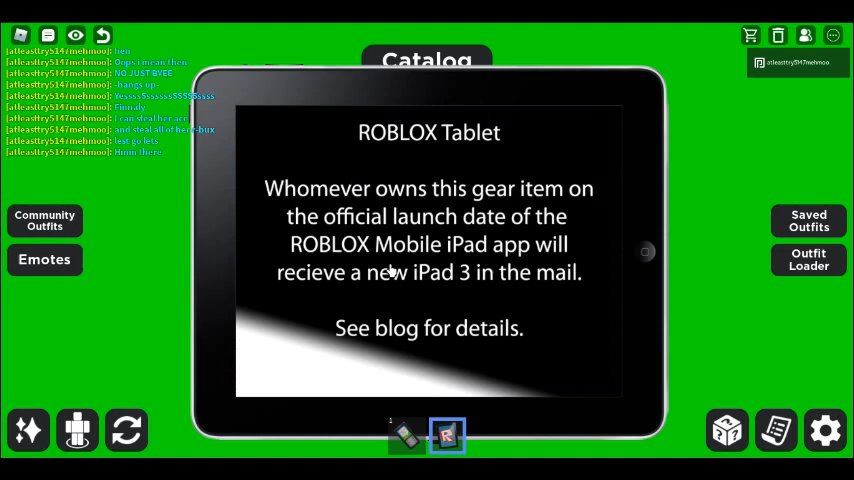 [atleasttry5147mehmoo]: hen
[atleasttry5147mehmoo]: Oops i mean then
[atleasttry5147mehmoo]: NO JUST BYEE
[atleasttry5147mehmoo]: -hangs up-
[atleasttry5147mehmoo]:
[atleasttry5147mehmoo]: Finnaly
[atleasttry5147mehmoo]: I can steal her acc
[atleasttry5147mehmoo]: and steal all of her
[atleasttry5147mehmoo]: lest go lets
[atleasttry5147mehmoo]: Hmm there
Catalog
atleasttry5147mehmoo
ROBLOX Tablet
Whomever owns this gear item on
the official launch date of the
ROBLOX Mobile iPad app will
recieve a new iPad 3 in the mail.
See blog for details.
Community
Outfits
Emotes
Saved
Outfits
Outfit
Loader
1